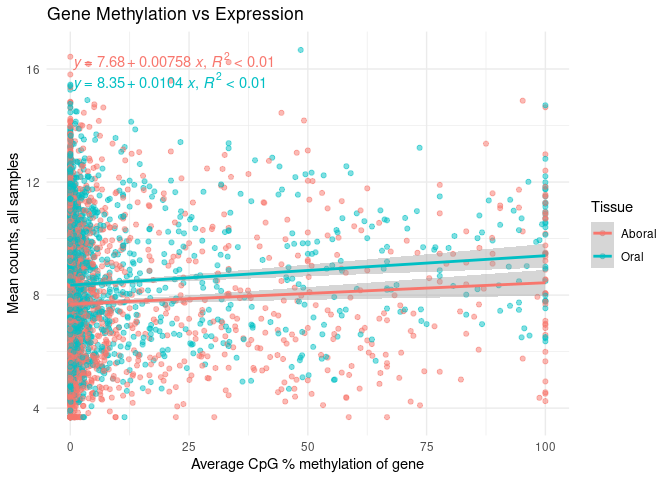 Gene Methylation vs Expression
y = 7.68 + 0.00758 x, R² < 0.01
y = 8.35 + 0.0104 x, R² < 0.01
16
12
8
4
Mean counts, all samples
0
25
50
75
100
Average CpG % methylation of gene
Tissue
Aboral
Oral